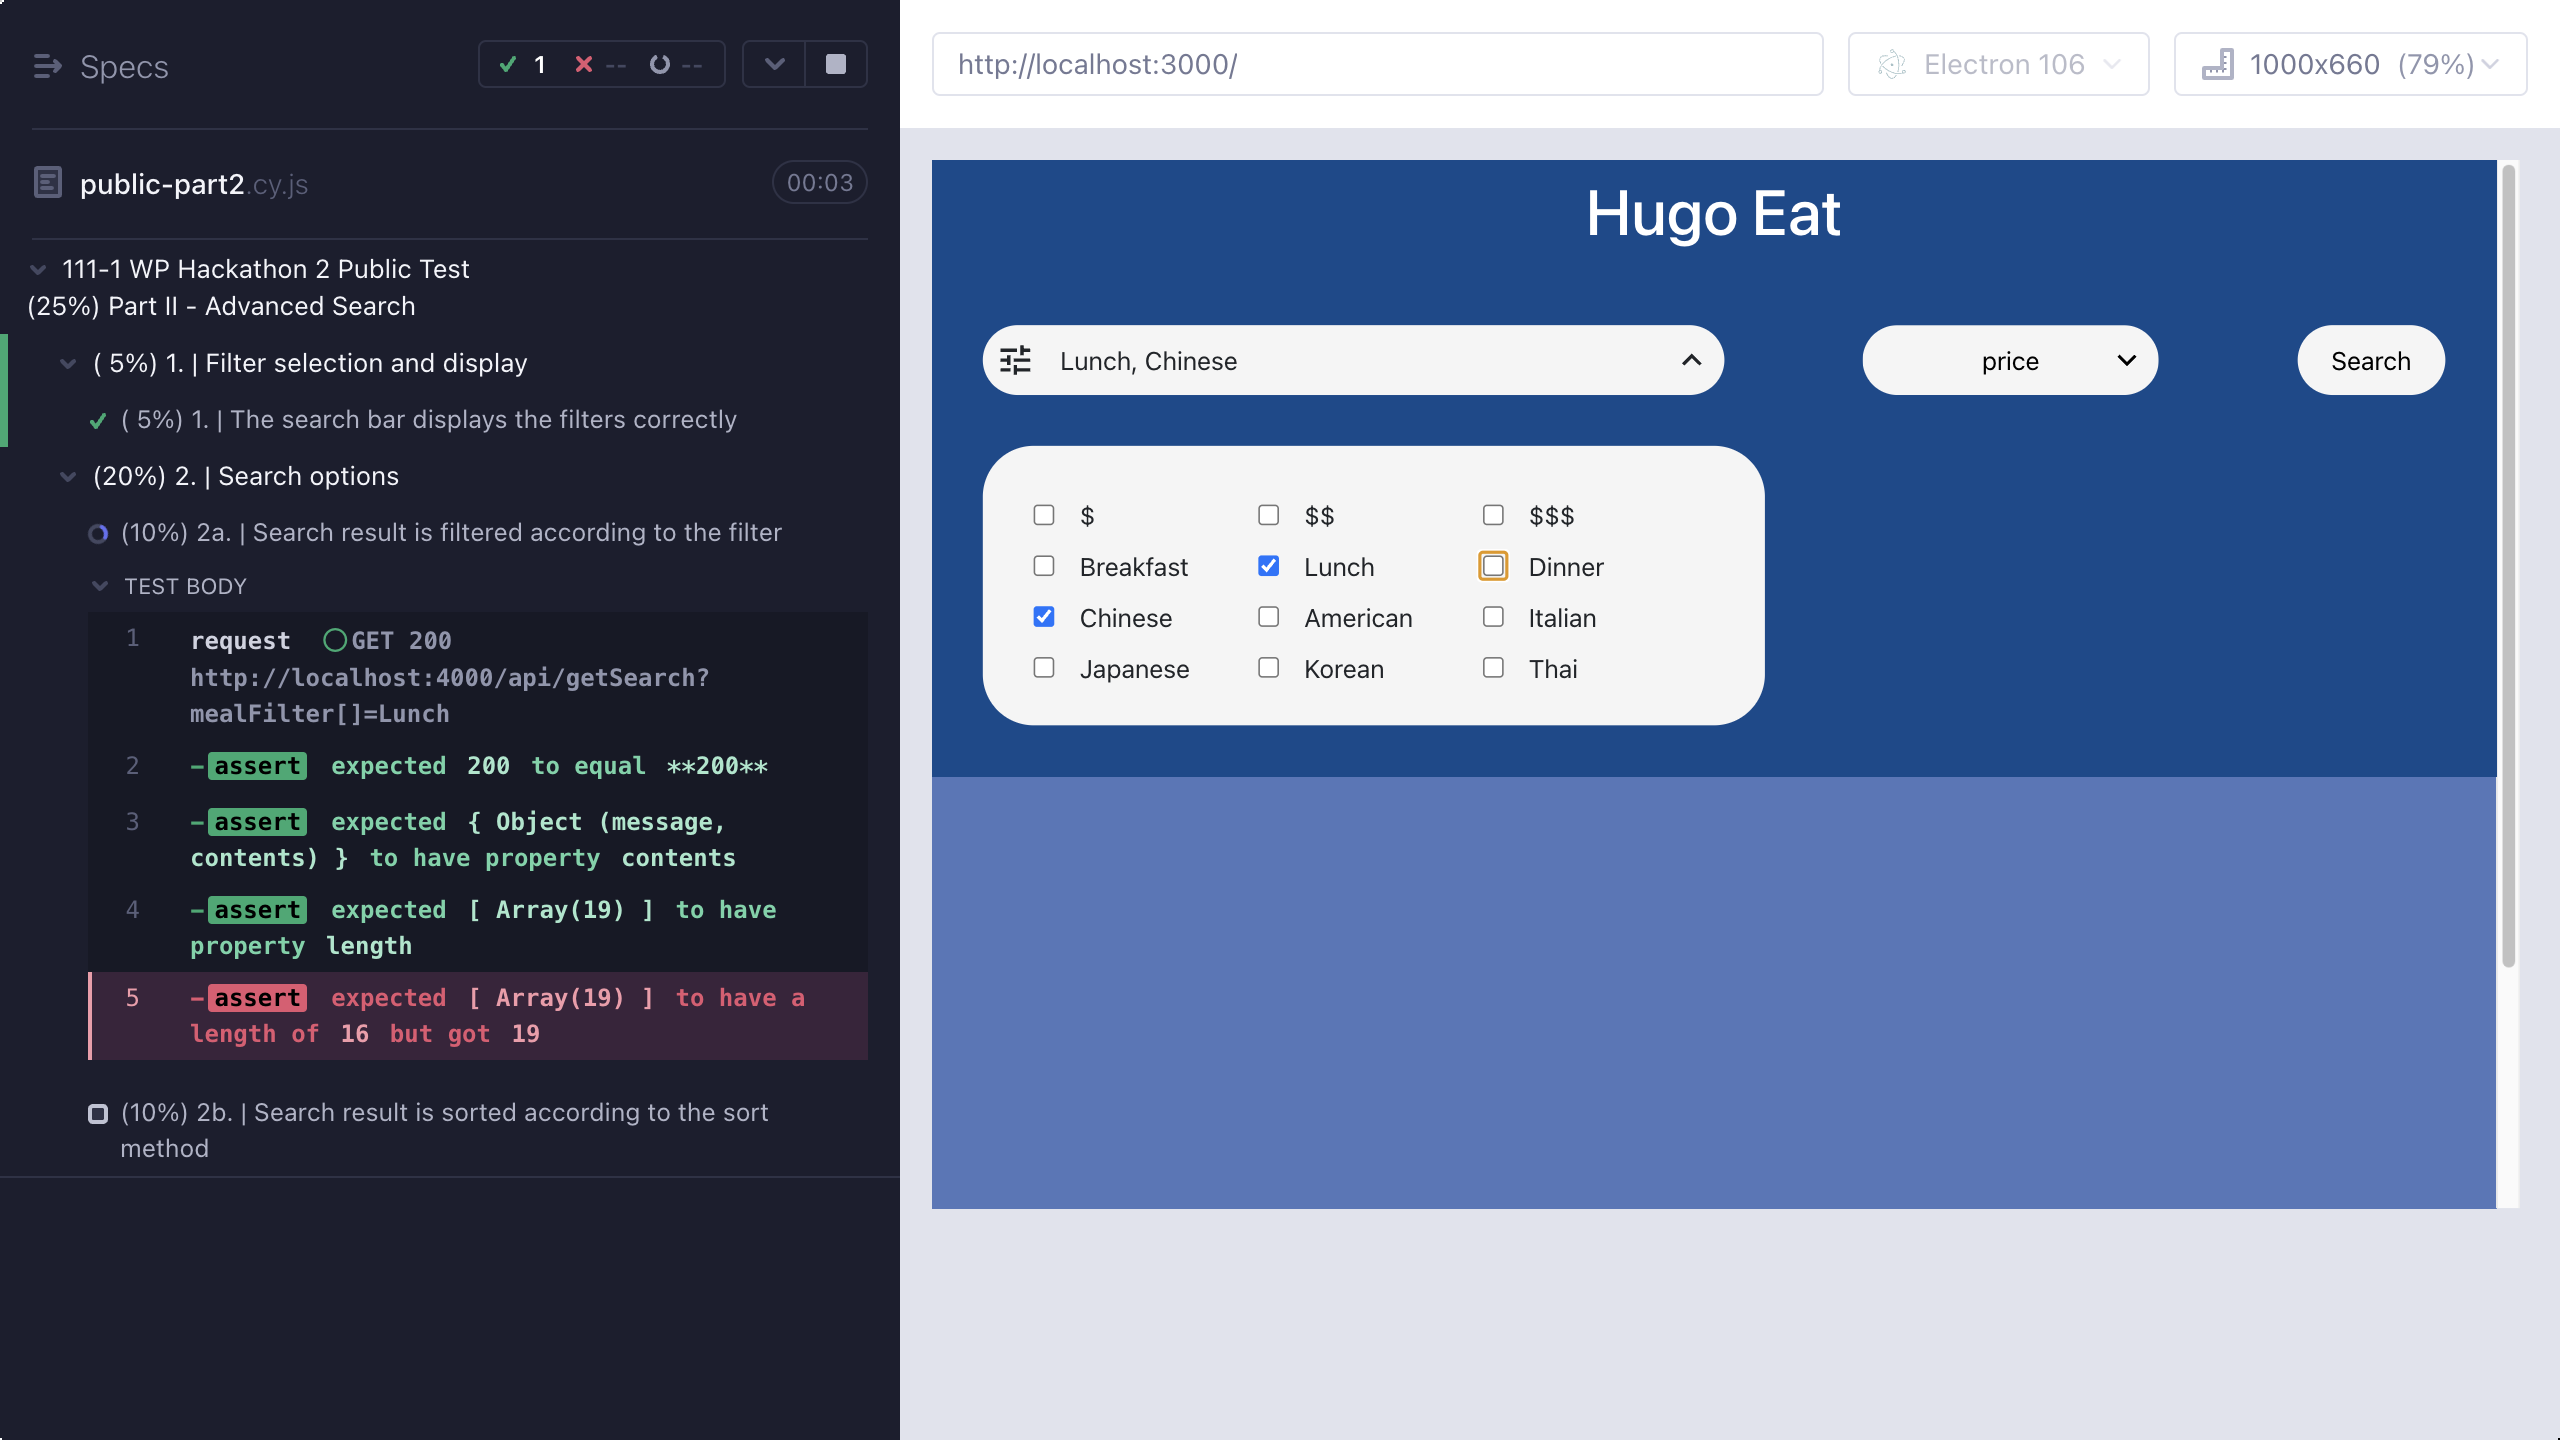 Specs
1 -- --
public-part2.cy.js 00:03
111-1 WP Hackathon 2 Public Test
(25%) Part II - Advanced Search
( 5%) 1. | Filter selection and display
( 5%) 1. | The search bar displays the filters correctly
(20%) 2. | Search options
(10%) 2a. | Search result is filtered according to the filter
TEST BODY
1 request GET 200
http://localhost:4000/api/getSearch?
mealFilter[]=Lunch
2 -assert expected 200 to equal **200**
3 -assert expected { Object (message,
contents) } to have property contents
4 -assert expected [ Array(19) ] to have
property length
5 -assert expected [ Array(19) ] to have a
length of 16 but got 19
(10%) 2b. | Search result is sorted according to the sort
method
http://localhost:3000/ Electron 106 1000x660 (79%)
Hugo Eat
Lunch, Chinese price Search
$ $$ $$$
Breakfast Lunch Dinner
Chinese American Italian
Japanese Korean Thai